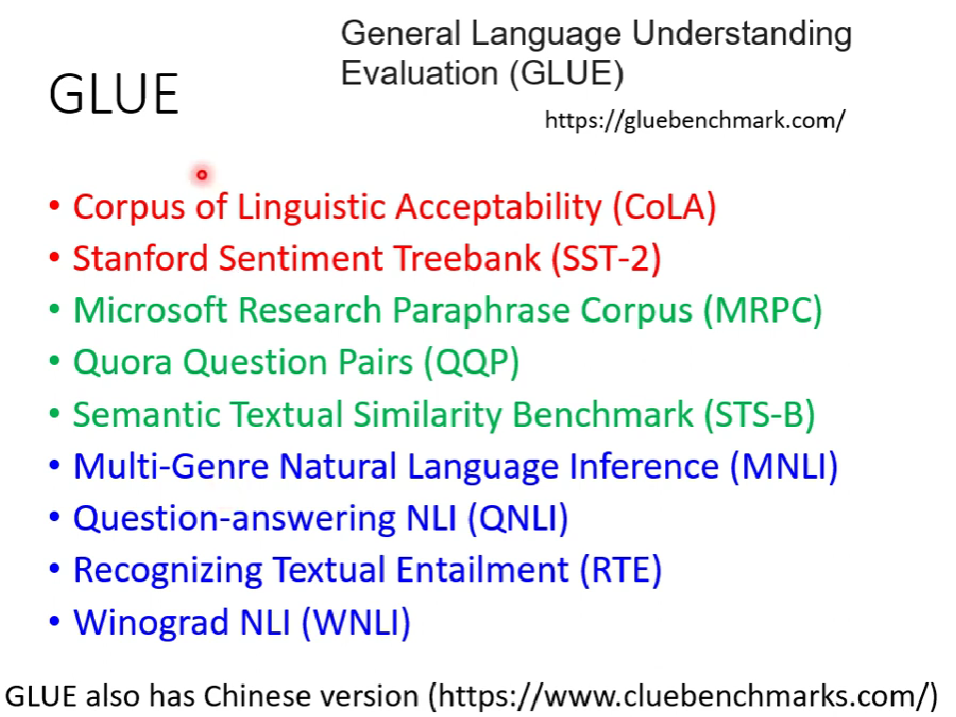 General Language Understanding
Evaluation (GLUE)
GLUE
https://gluebenchmark.com/
• Corpus of Linguistic Acceptability (CoLA)
• Stanford Sentiment Treebank (SST-2)
• Microsoft Research Paraphrase Corpus (MRPC)
• Quora Question Pairs (QQP)
• Semantic Textual Similarity Benchmark (STS-B)
• Multi-Genre Natural Language Inference (MNLI)
• Question-answering NLI (QNLI)
• Recognizing Textual Entailment (RTE)
• Winograd NLI (WNLI)
GLUE also has Chinese version (https://www.cluebenchmarks.com/)